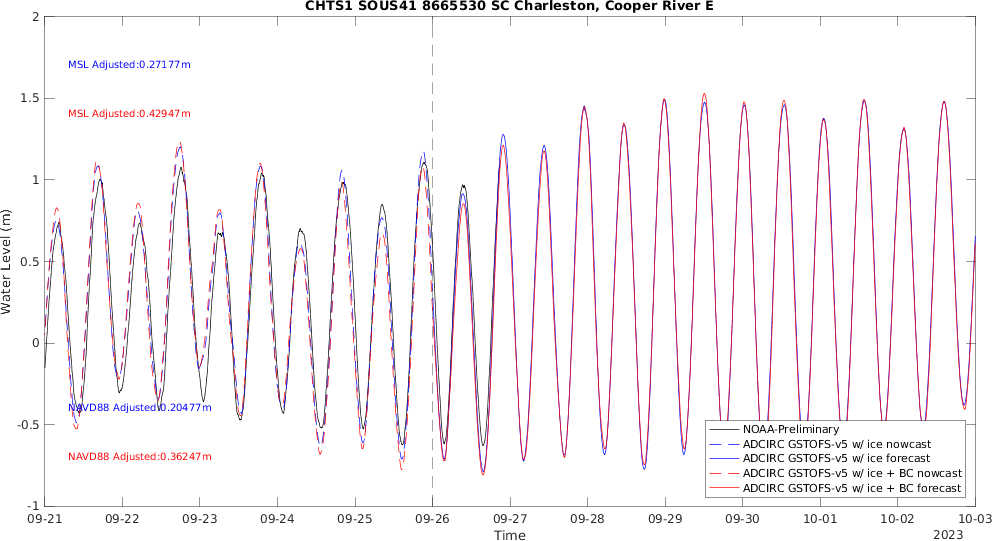 CHTS1 SOUS41 8665530 SC Charleston, Cooper River E
2
1.5
1
0.5
0
-0.5
-1
Water Level (m)
MSL Adjusted:0.27177m
MSL Adjusted:0.42947m
NAVD88 Adjusted:0.20477m
NAVD88 Adjusted:0.36247m
NOAA-Preliminary
ADCIRC GSTOFS-v5 w/ ice nowcast
ADCIRC GSTOFS-v5 w/ ice forecast
ADCIRC GSTOFS-v5 w/ ice + BC nowcast
ADCIRC GSTOFS-v5 w/ ice + BC forecast
09-21 09-22 09-23 09-24 09-25 09-26 09-27 09-28 09-29 09-30 10-01 10-02 10-03
Time
2023